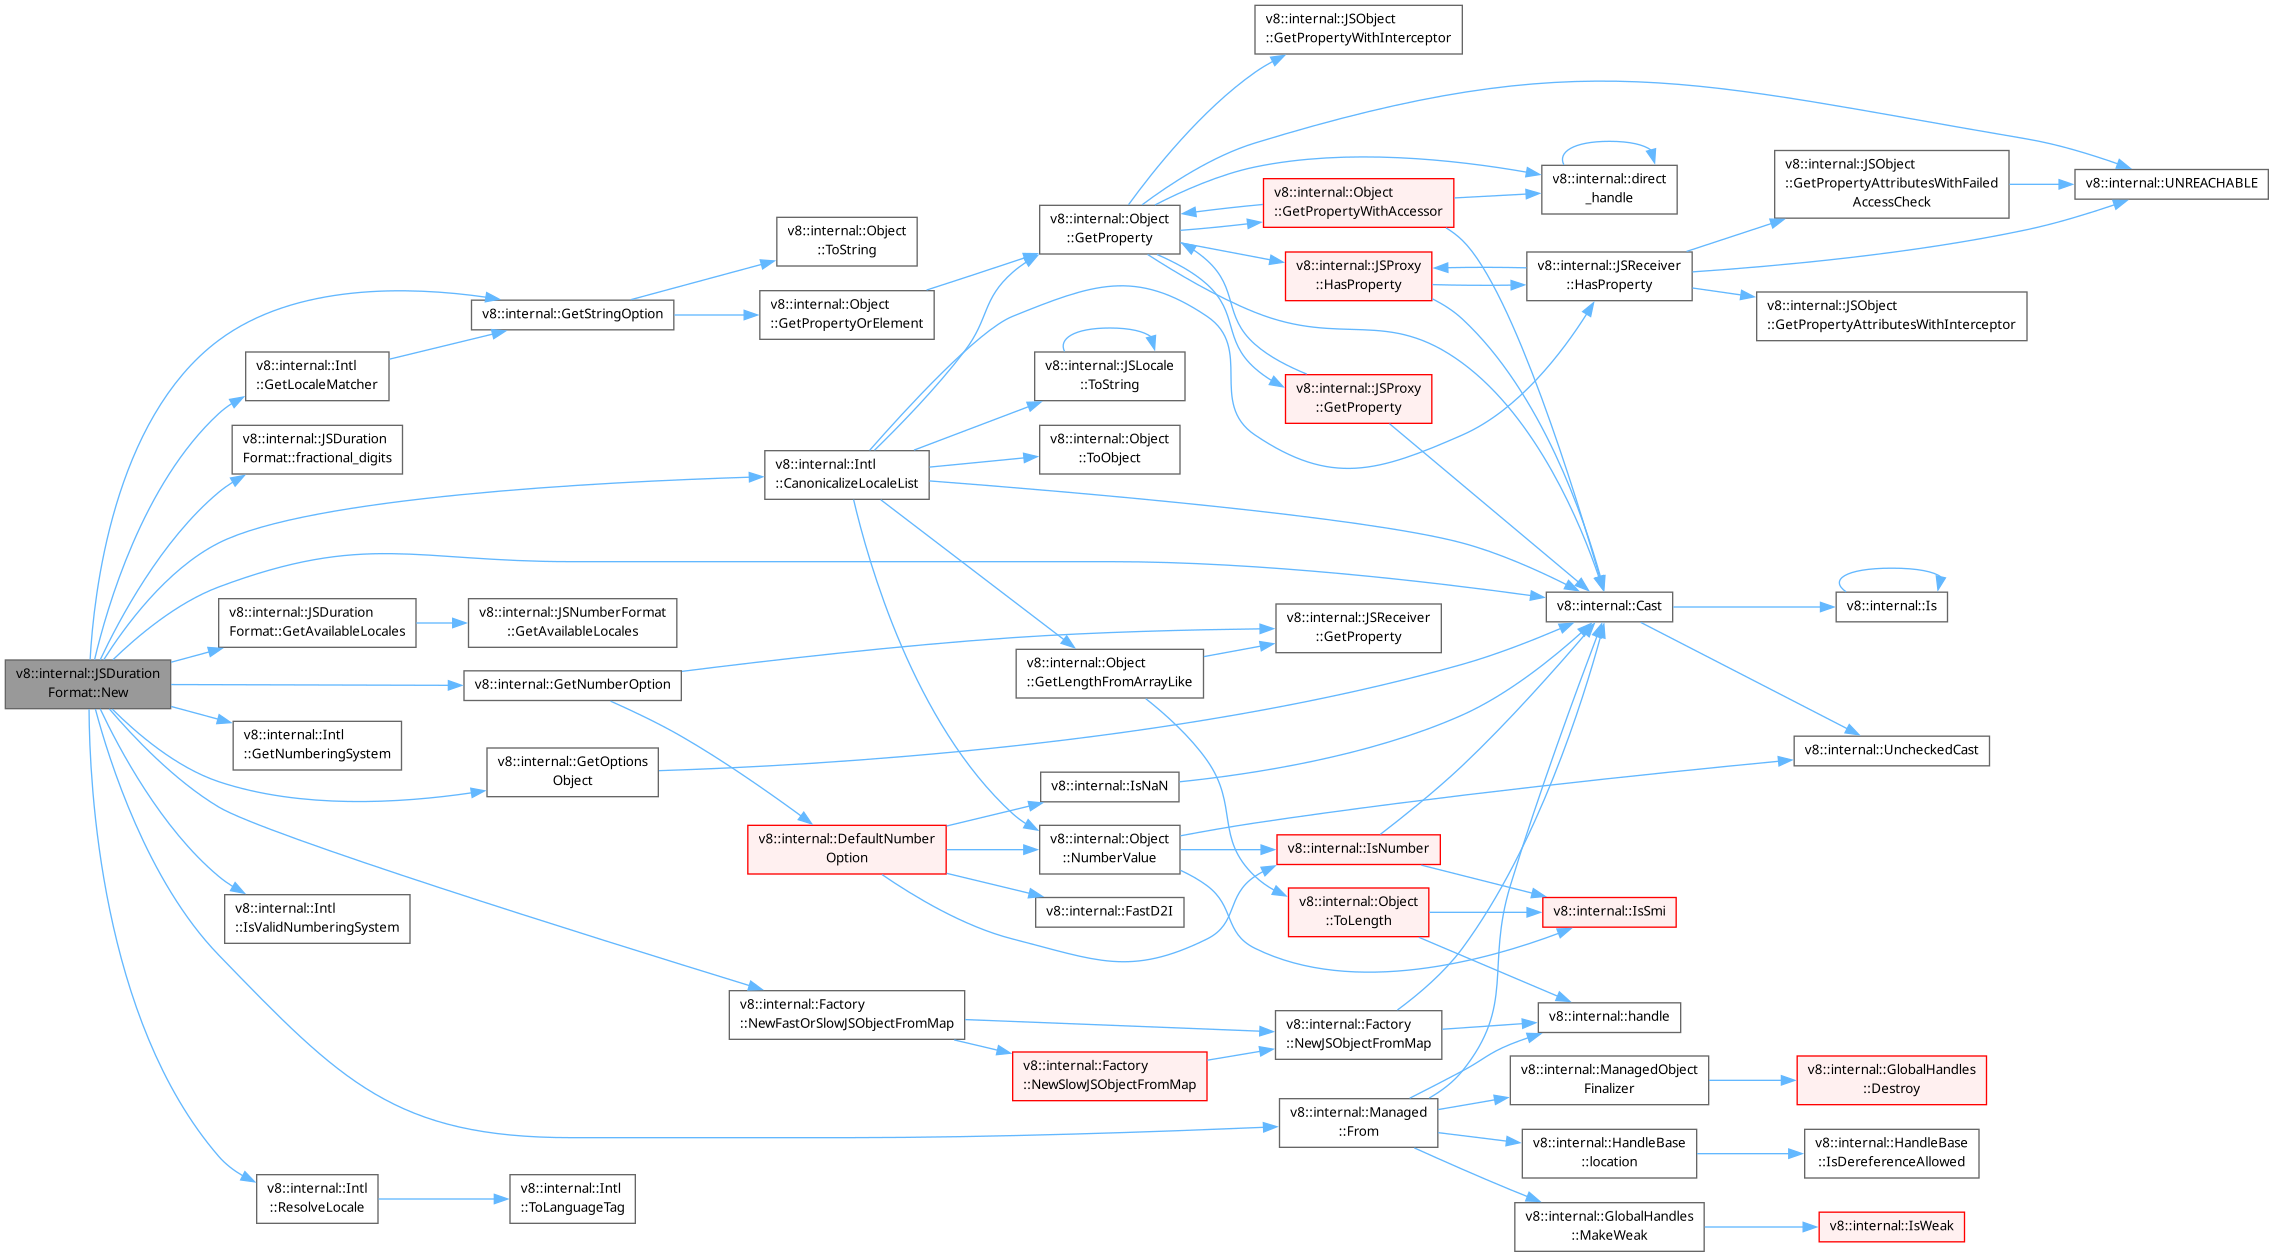 v8::internal::JSDuration
Format::New
v8::internal::GetStringOption
v8::internal::Object
::ToString
v8::internal::Object
::GetPropertyOrElement
v8::internal::Object
::GetProperty
v8::internal::JSObject
::GetPropertyWithInterceptor
v8::internal::UNREACHABLE
v8::internal::direct
_handle
v8::internal::Object
::GetPropertyWithAccessor
v8::internal::JSProxy
::HasProperty
v8::internal::JSReceiver
::HasProperty
v8::internal::JSObject
::GetPropertyAttributesWithFailed
AccessCheck
v8::internal::JSObject
::GetPropertyAttributesWithInterceptor
v8::internal::JSProxy
::GetProperty
v8::internal::Intl
::GetLocaleMatcher
v8::internal::JSDuration
Format::fractional_digits
v8::internal::Intl
::CanonicalizeLocaleList
v8::internal::JSLocale
::ToString
v8::internal::Object
::ToObject
v8::internal::Cast
v8::internal::Is
v8::internal::UncheckedCast
v8::internal::JSDuration
Format::GetAvailableLocales
v8::internal::JSNumberFormat
::GetAvailableLocales
v8::internal::JSReceiver
::GetProperty
v8::internal::Object
::GetLengthFromArrayLike
v8::internal::GetNumberOption
v8::internal::Intl
::GetNumberingSystem
v8::internal::GetOptions
Object
v8::internal::DefaultNumber
Option
v8::internal::IsNaN
v8::internal::Object
::NumberValue
v8::internal::FastD2I
v8::internal::IsNumber
v8::internal::Object
::ToLength
v8::internal::IsSmi
v8::internal::handle
v8::internal::Intl
::IsValidNumberingSystem
v8::internal::Factory
::NewFastOrSlowJSObjectFromMap
v8::internal::Factory
::NewSlowJSObjectFromMap
v8::internal::Factory
::NewJSObjectFromMap
v8::internal::Managed
::From
v8::internal::ManagedObject
Finalizer
v8::internal::GlobalHandles
::Destroy
v8::internal::HandleBase
::location
v8::internal::HandleBase
::IsDereferenceAllowed
v8::internal::GlobalHandles
::MakeWeak
v8::internal::IsWeak
v8::internal::Intl
::ResolveLocale
v8::internal::Intl
::ToLanguageTag